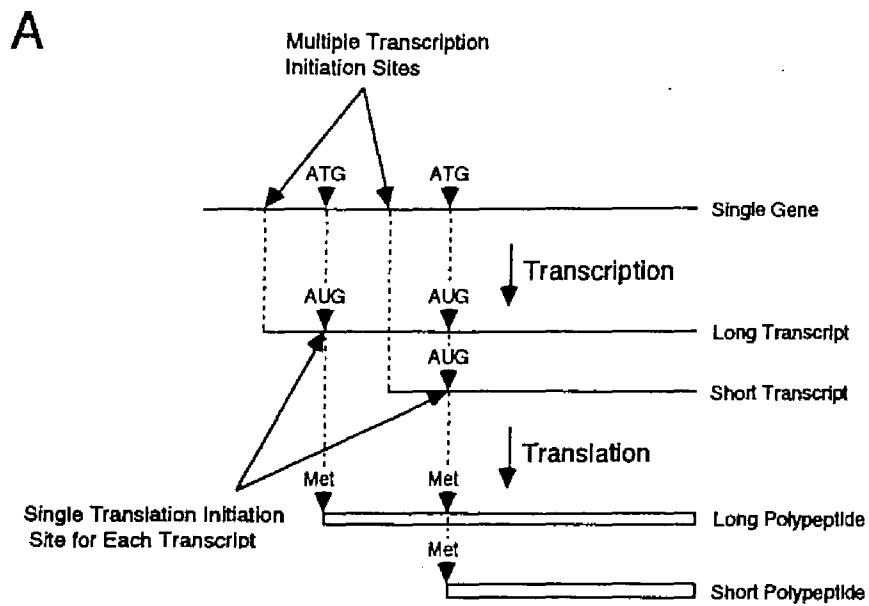 A
Multiple Transcription
Initiation Sites
ATG ATG
Single Gene
Transcription
AUG AUG
Long Transcript
AUG
Short Transcript
Translation
Met Met
Single Translation Initiation
Site for Each Transcript
Long Polypeptide
Met
Short Polypeptide